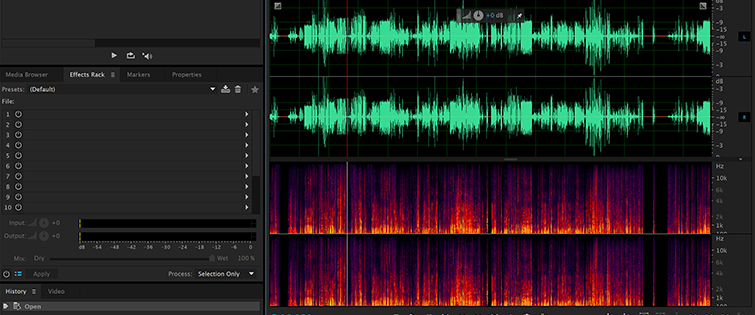 +0 dB
dB
-3
-9
-15
-∞
-15
-9
-3
L
dB
-3
-9
-15
-∞
-15
-9
-3
R
Media Browser Effects Rack Markers Properties
Presets: (Default)
File:
1
2
3
4
5
6
7
8
9
10
Input: +0
Output: +0
dB -54 -48 -42 -36 -30 -24 -18 -12 -6 0
Mix: Dry Wet 100 %
Apply Process: Selection Only
History Video
Open
Hz
10k
6k
4k
2k
1k
Hz
10k
6k
4k
2k
1k